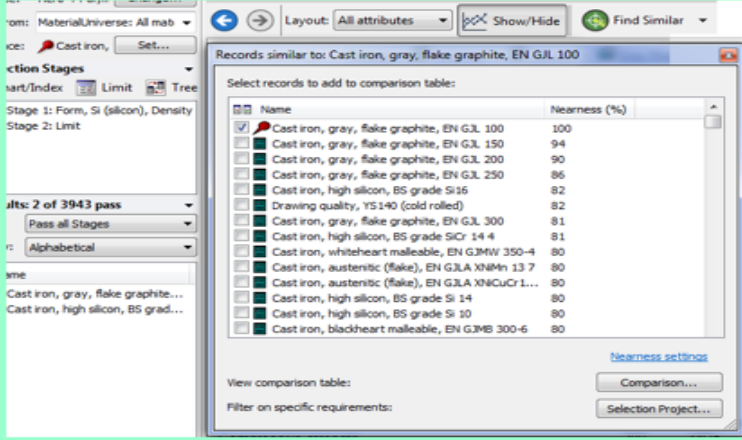 Layout: All attributes Show/Hide Find Similar
rom: MaterialUniverse: All mat
ce: Cast iron, Set...
ction Stages
hart/Index Limit Tree
Stage 1: Form, Si (silicon), Density
Stage 2: Limit
ults: 2 of 3943 pass
Pass all Stages
Alphabetical
ame
Cast iron, gray, flake graphite...
Cast iron, high silicon, BS grad...
Records similar to: Cast iron, gray, flake graphite, EN GJL 100
Select records to add to comparison table:
Name Nearness (%)
Cast iron, gray, flake graphite, EN GJL 100 100
Cast iron, gray, flake graphite, EN GJL 150 94
Cast iron, gray, flake graphite, EN GJL 200 90
Cast iron, gray, flake graphite, EN GJL 250 86
Cast iron, high silicon, BS grade Si16 82
Drawing quality, YS140 (cold rolled) 82
Cast iron, gray, flake graphite, EN GJL 300 81
Cast iron, high silicon, BS grade SiCr 14 4 81
Cast iron, whiteheart malleable, EN GJMW 350-4 80
Cast iron, austenitic (flake), EN GJLA XNiMn 13 7 80
Cast iron, austenitic (flake), EN GJLA XNiCuCr1... 80
Cast iron, high silicon, BS grade Si 14 80
Cast iron, high silicon, BS grade Si 10 80
Cast iron, blackheart malleable, EN GJMB 300-6 80
Nearness settings
View comparison table: Comparison...
Filter on specific requirements: Selection Project...